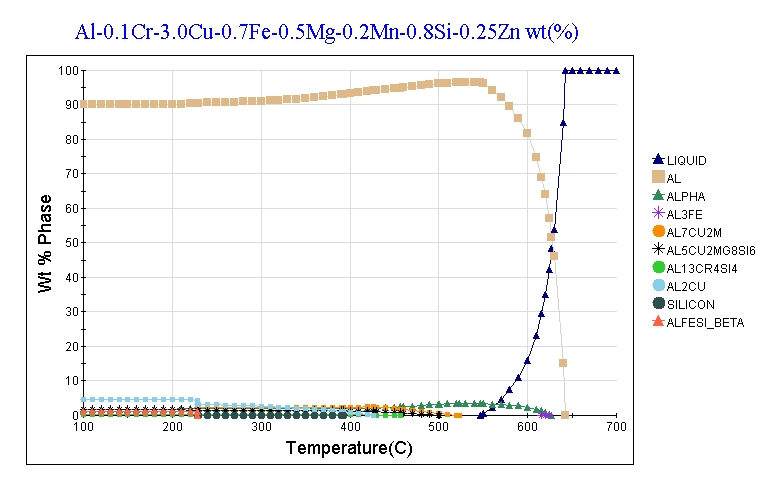 Al-0.1Cr-3.0Cu-0.7Fe-0.5Mg-0.2Mn-0.8Si-0.25Zn wt(%)
100
90
80
70
60
50
40
30
20
10
0
Wt % Phase
100 200 300 400 500 600 700
Temperature(C)
LIQUID
AL
ALPHA
AL3FE
AL7CU2M
AL5CU2MG8SI6
AL13CR4SI4
AL2CU
SILICON
ALFESI_BETA